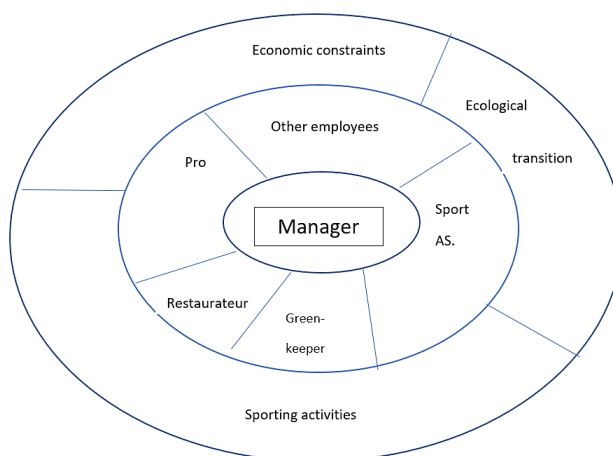 Economic constraints
Ecological
transition
Other employees
Pro
Sport
AS.
Manager
Restaurateur
Green-
keeper
Sporting activities